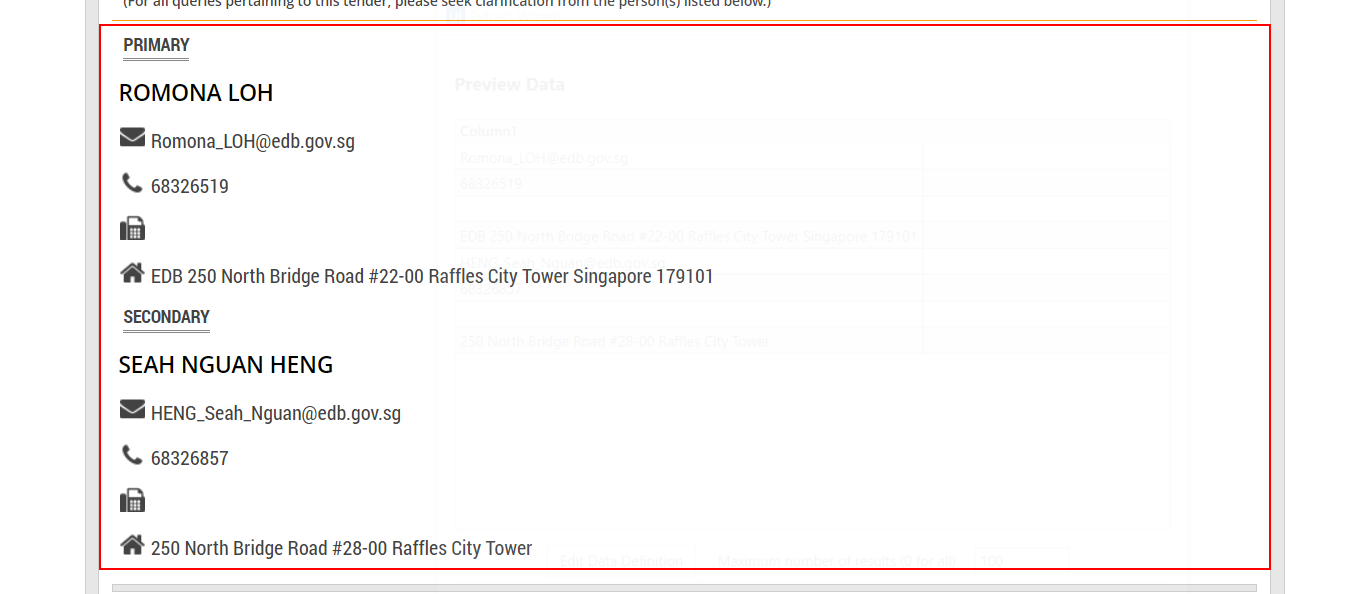 (For all queries pertaining to this tender, please seek clarification from the person(s) listed below.)
PRIMARY
ROMONA LOH
Romona_LOH@edb.gov.sg
68326519
EDB 250 North Bridge Road #22-00 Raffles City Tower Singapore 179101
SECONDARY
SEAH NGUAN HENG
HENG_Seah_Nguan@edb.gov.sg
68326857
250 North Bridge Road #28-00 Raffles City Tower
Preview Data
Column1
Romona_LOH@edb.gov.sg
68326519
EDB 250 North Bridge Road #22-00 Raffles City Tower Singapore 179101
HENG_Seah_Nguan@edb.gov.sg
250 North Bridge Road #28-00 Raffles City Tower
Edit Data Definition
Maximum number of results (0 for all)
100